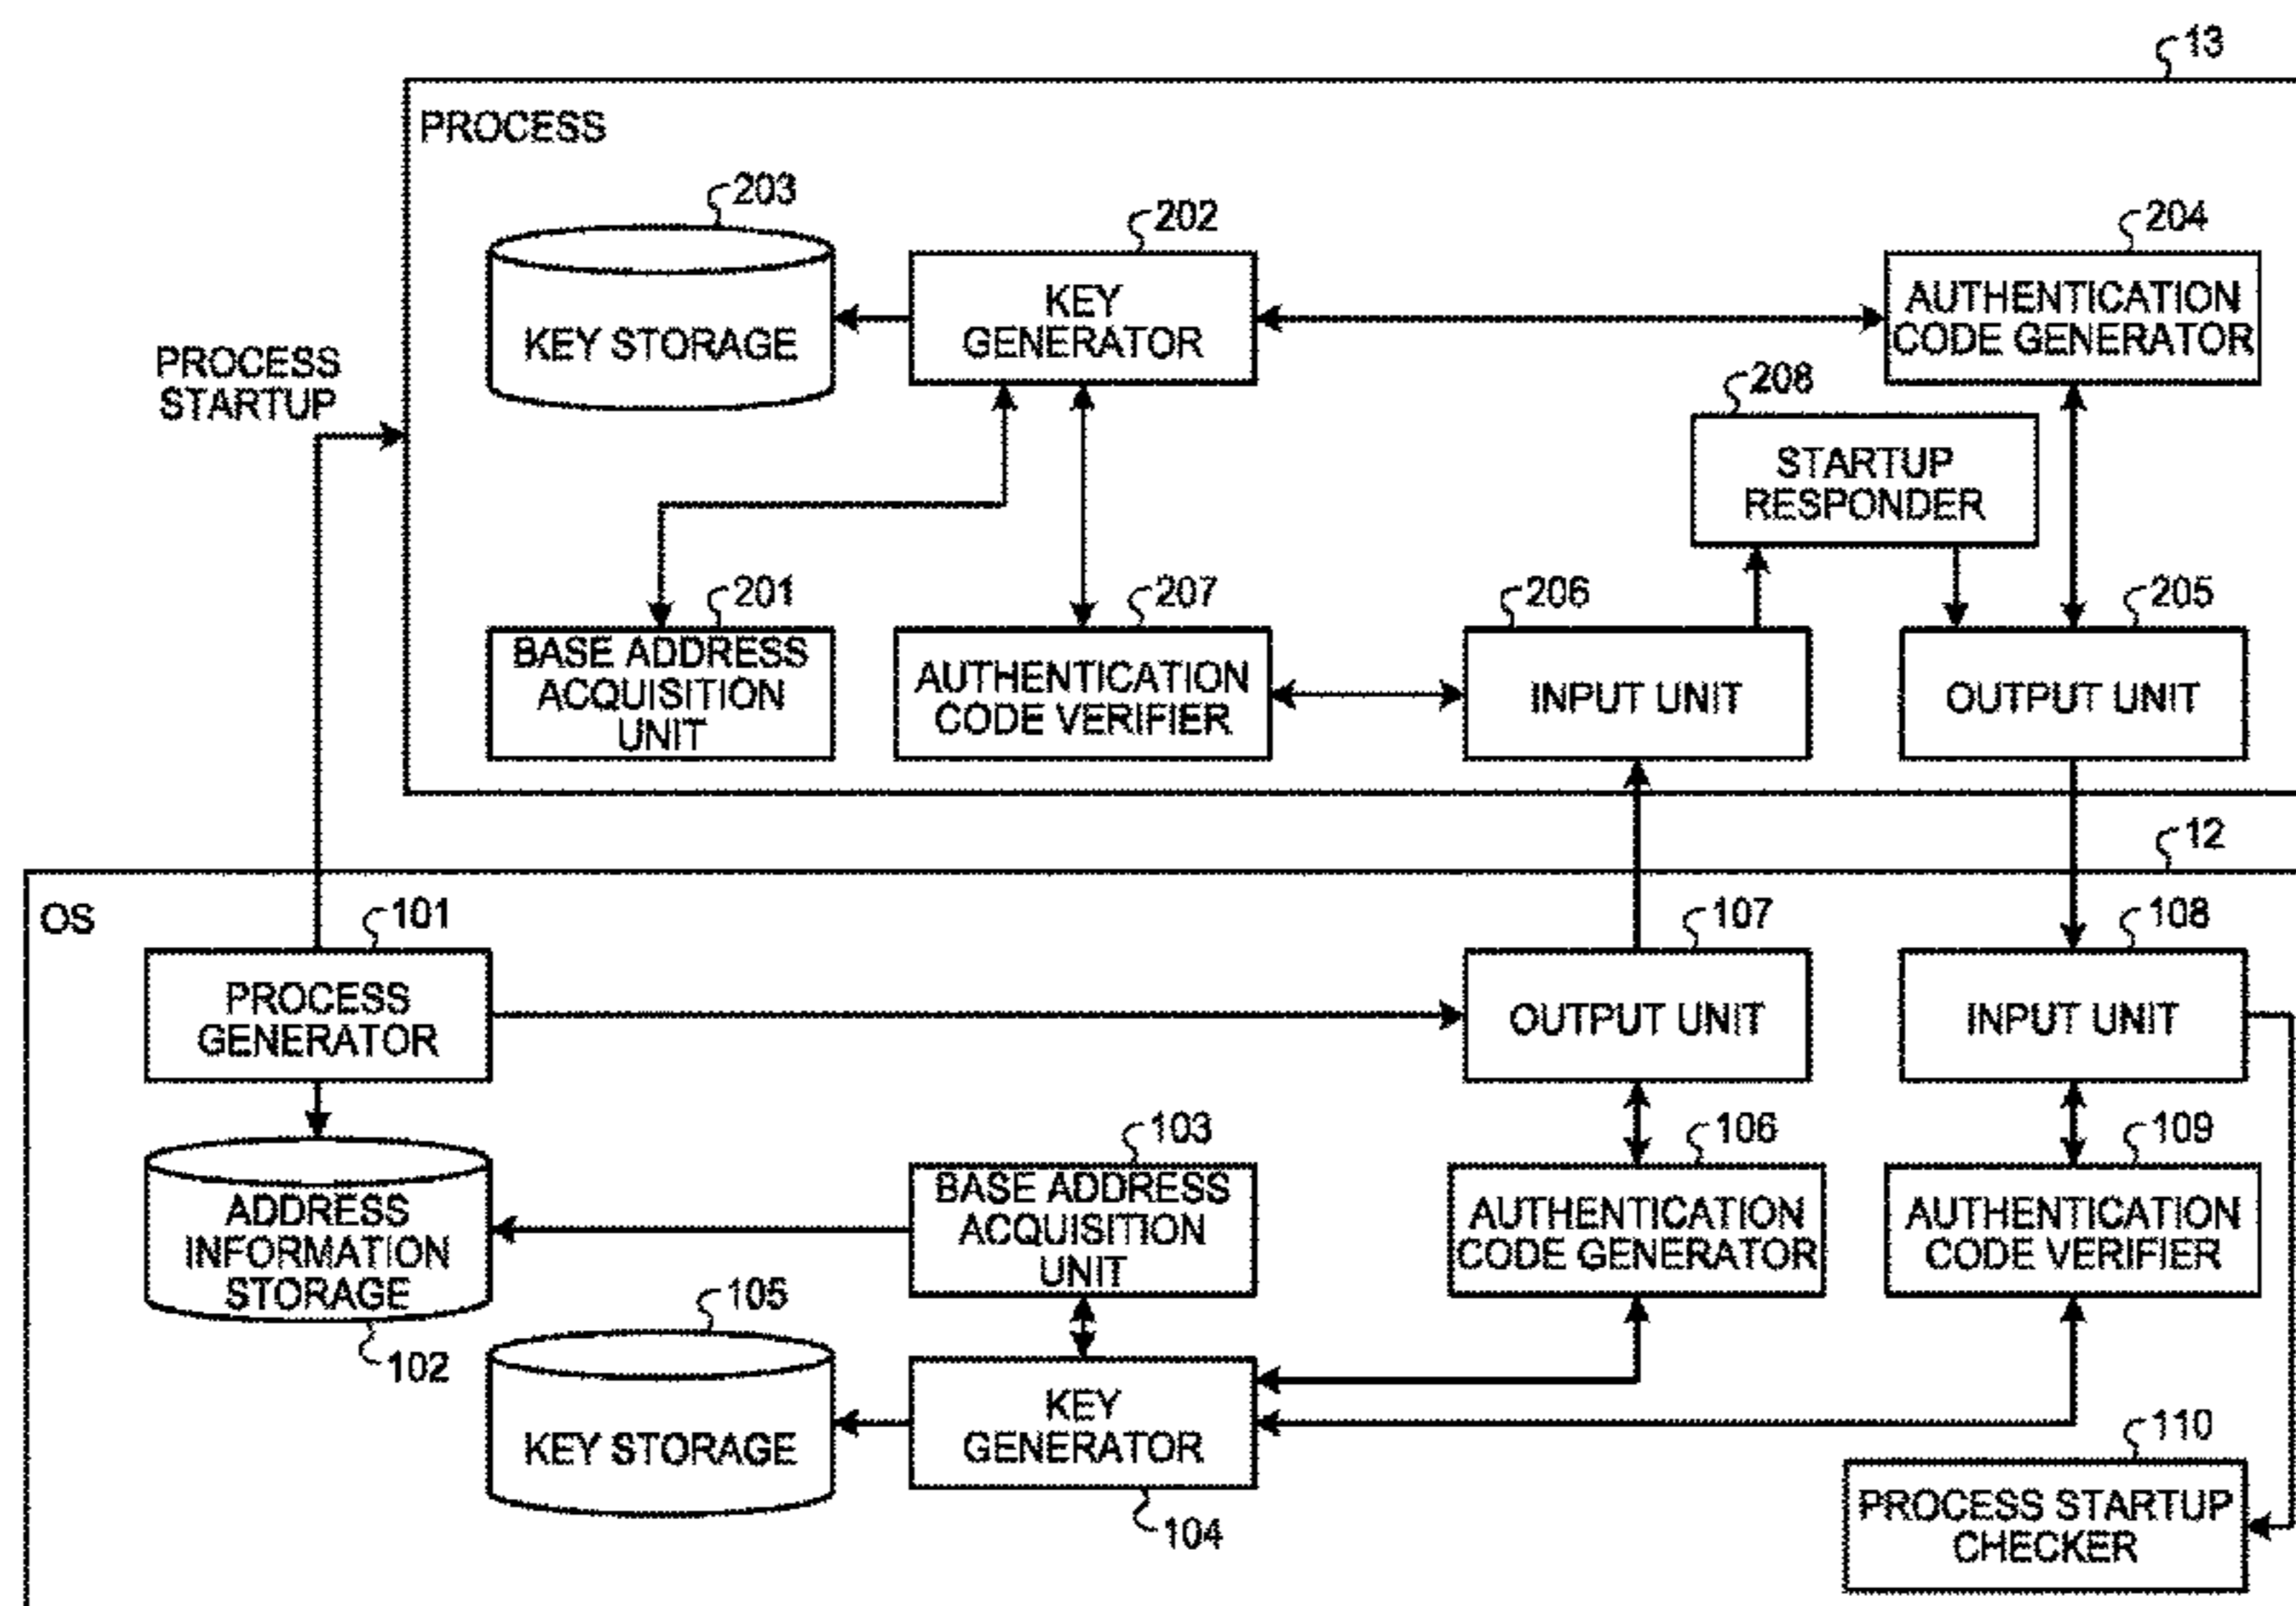 13
PROCESS
203
202
204
KEY STORAGE
KEY
GENERATOR
AUTHENTICATION
CODE GENERATOR
PROCESS
STARTUP
208
STARTUP
RESPONDER
201
207
206
205
BASE ADDRESS
ACQUISITION
UNIT
AUTHENTICATION
CODE VERIFIER
INPUT UNIT
OUTPUT UNIT
12
OS
101
107
108
PROCESS
GENERATOR
OUTPUT UNIT
INPUT UNIT
103
106
109
ADDRESS
INFORMATION
STORAGE
BASE ADDRESS
ACQUISITION
UNIT
AUTHENTICATION
CODE GENERATOR
AUTHENTICATION
CODE VERIFIER
102
105
KEY STORAGE
KEY
GENERATOR
104
110
PROCESS STARTUP
CHECKER